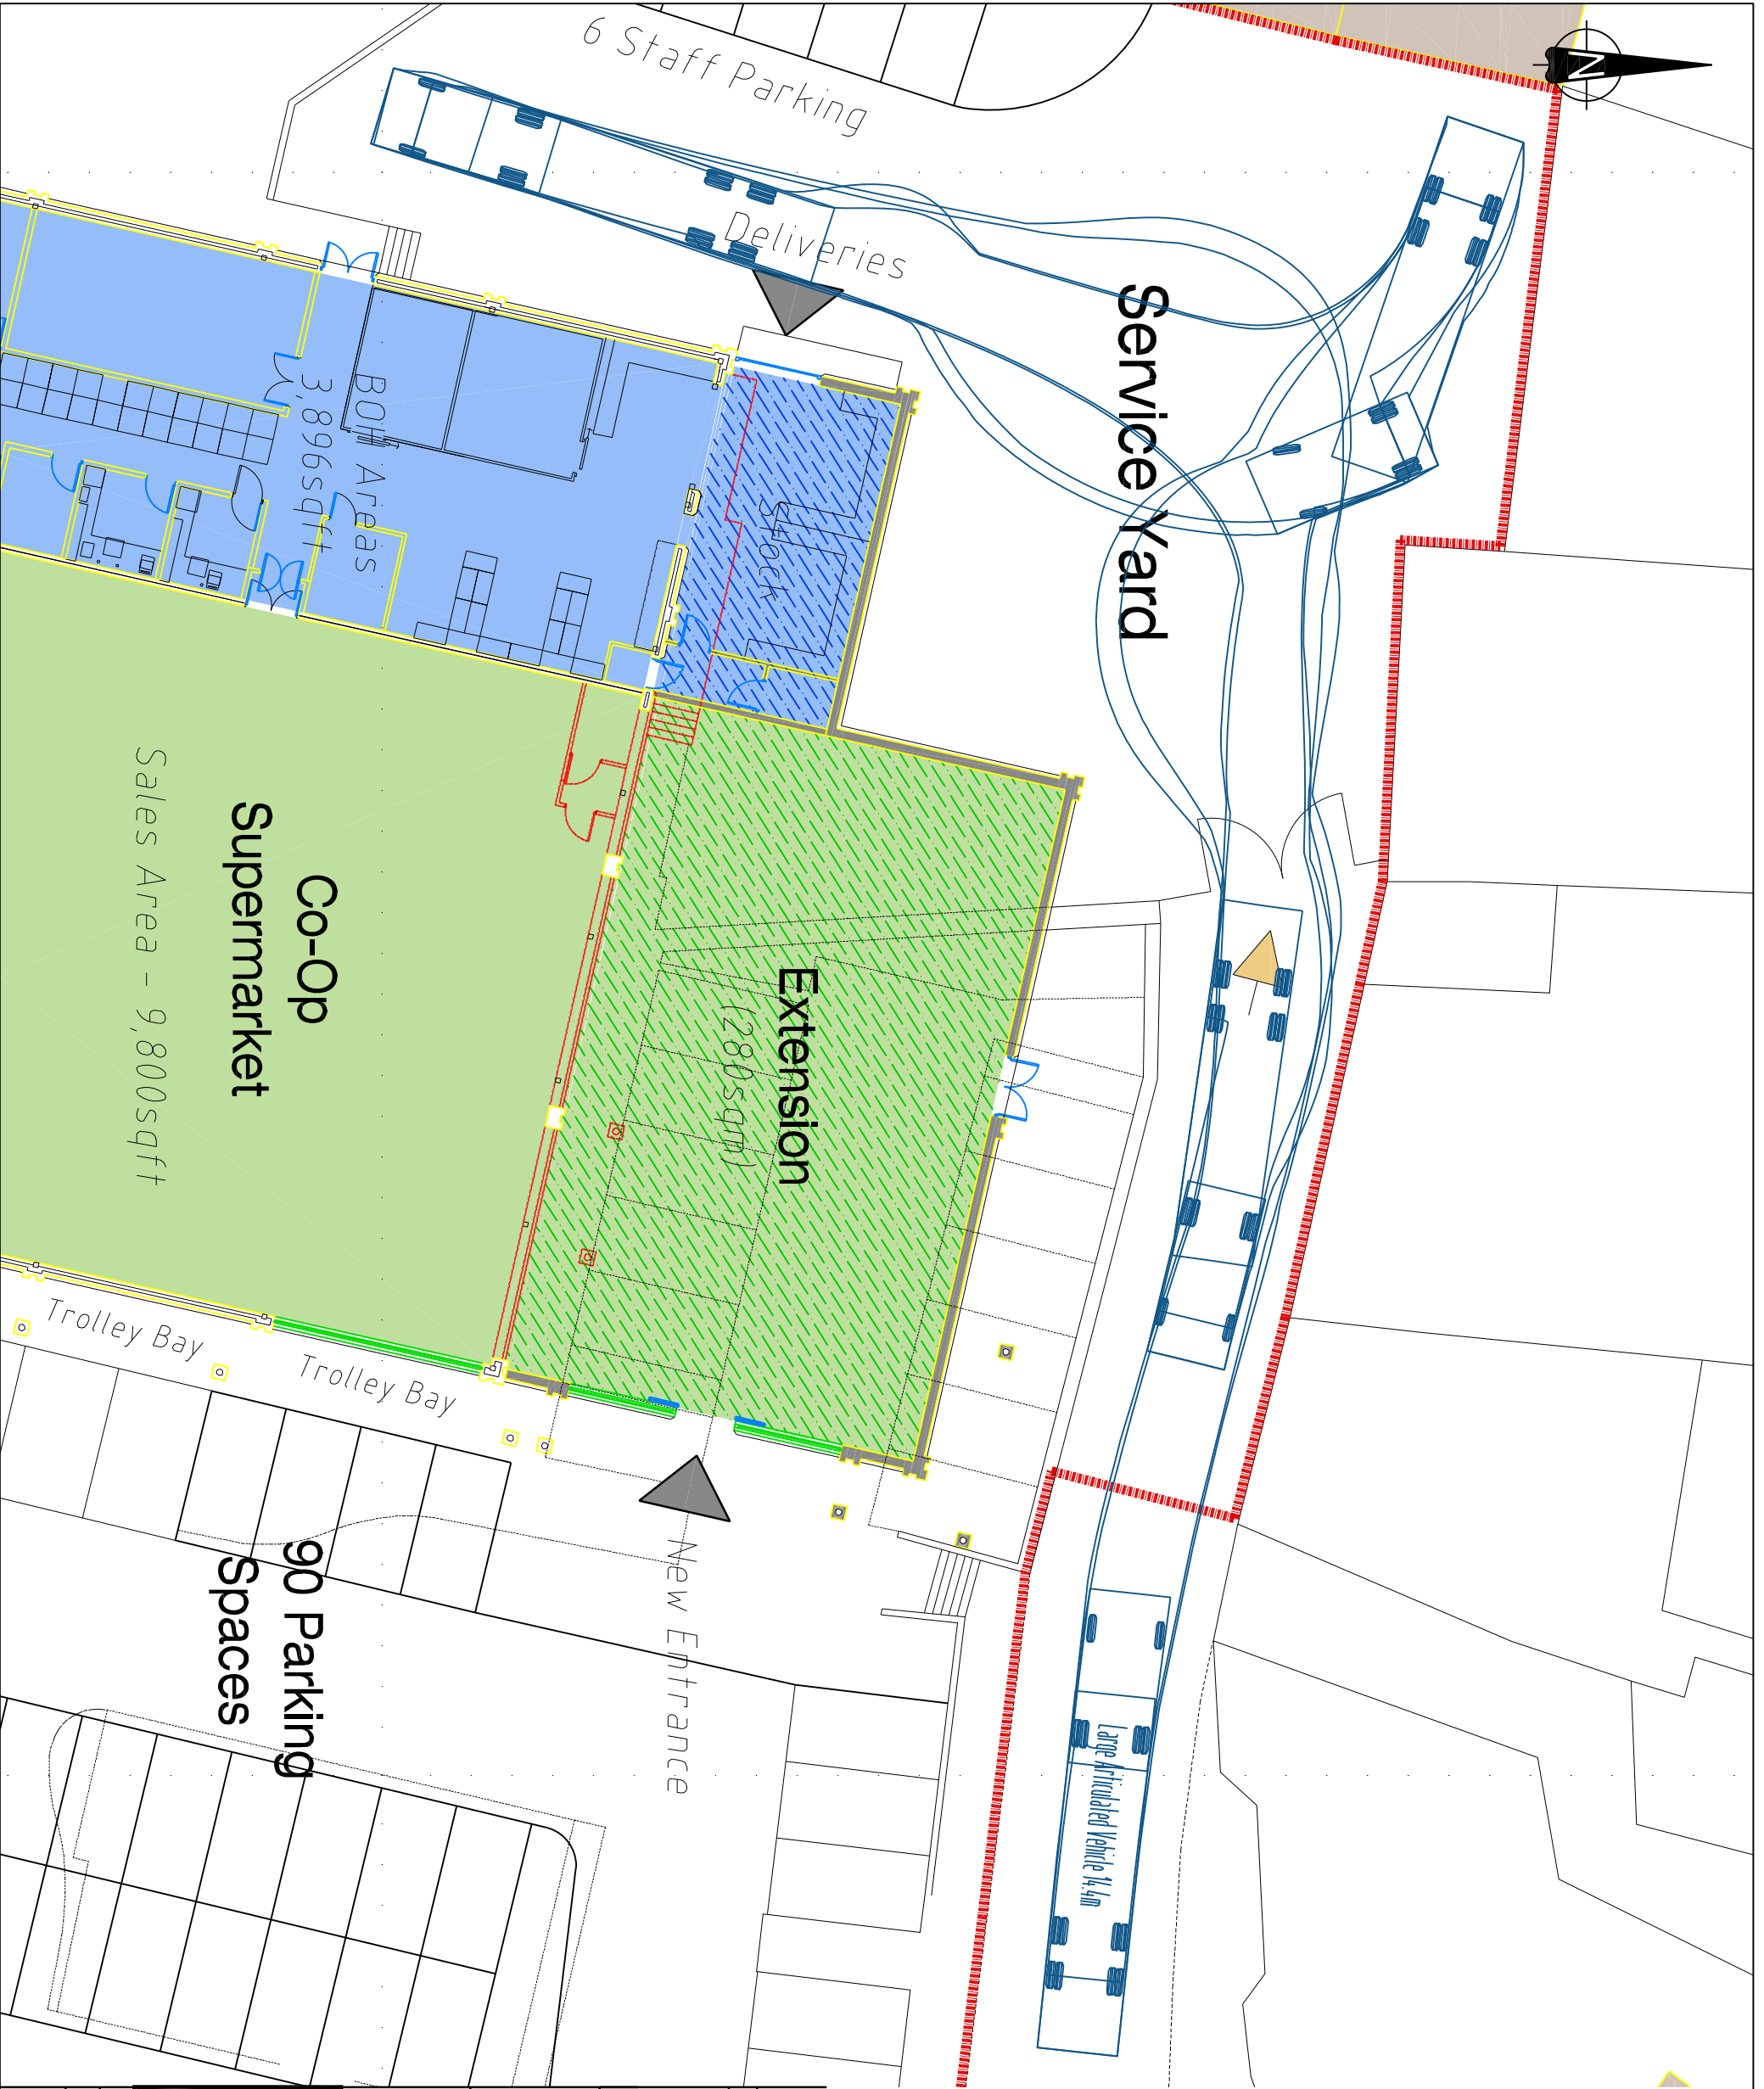 N
6 Staff Parking
Deliveries
Service Yard
Stock
BOH Areas
3,896sqft
Extension
(280sqm)
Co-Op
Supermarket
Sales Area - 9,800sqft
Trolley Bay
Trolley Bay
New Entrance
90 Parking
Spaces
Large Articulated Vehicle 14.4m